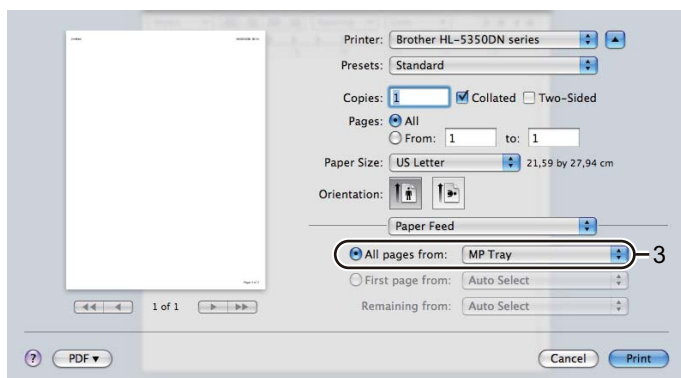 Printer: Brother HL-5350DN series
Presets: Standard
Copies: 1 Collated Two-Sided
Pages: All
From: 1 to: 1
Paper Size: US Letter 21,59 by 27,94 cm
Orientation:
Paper Feed
All pages from: MP Tray 3
First page from: Auto Select
1 of 1 Remaining from: Auto Select
? PDF ▼ Cancel Print